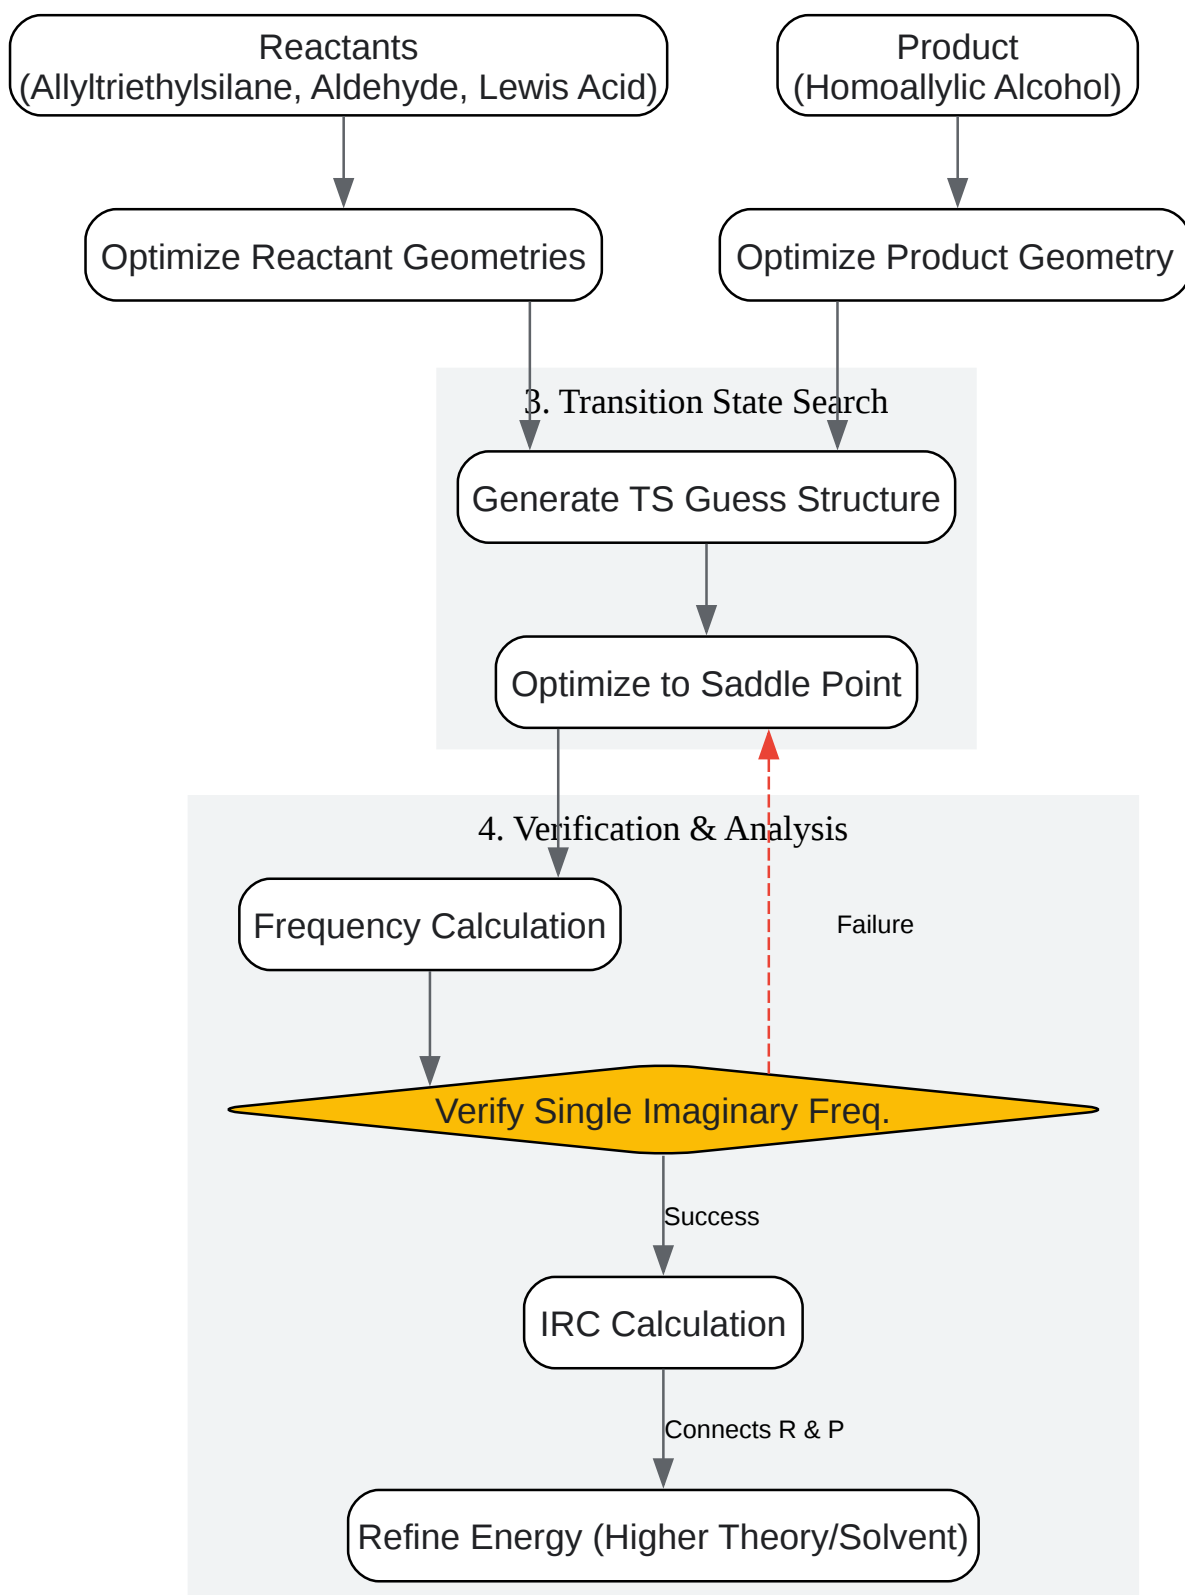 Reactants
(Allyltriethylsilane, Aldehyde, Lewis Acid)
Product
(Homoallylic Alcohol)
Optimize Reactant Geometries
Optimize Product Geometry
3. Transition State Search
Generate TS Guess Structure
Optimize to Saddle Point
4. Verification & Analysis
Frequency Calculation
Failure
Verify Single Imaginary Freq.
Success
IRC Calculation
Connects R & P
Refine Energy (Higher Theory/Solvent)